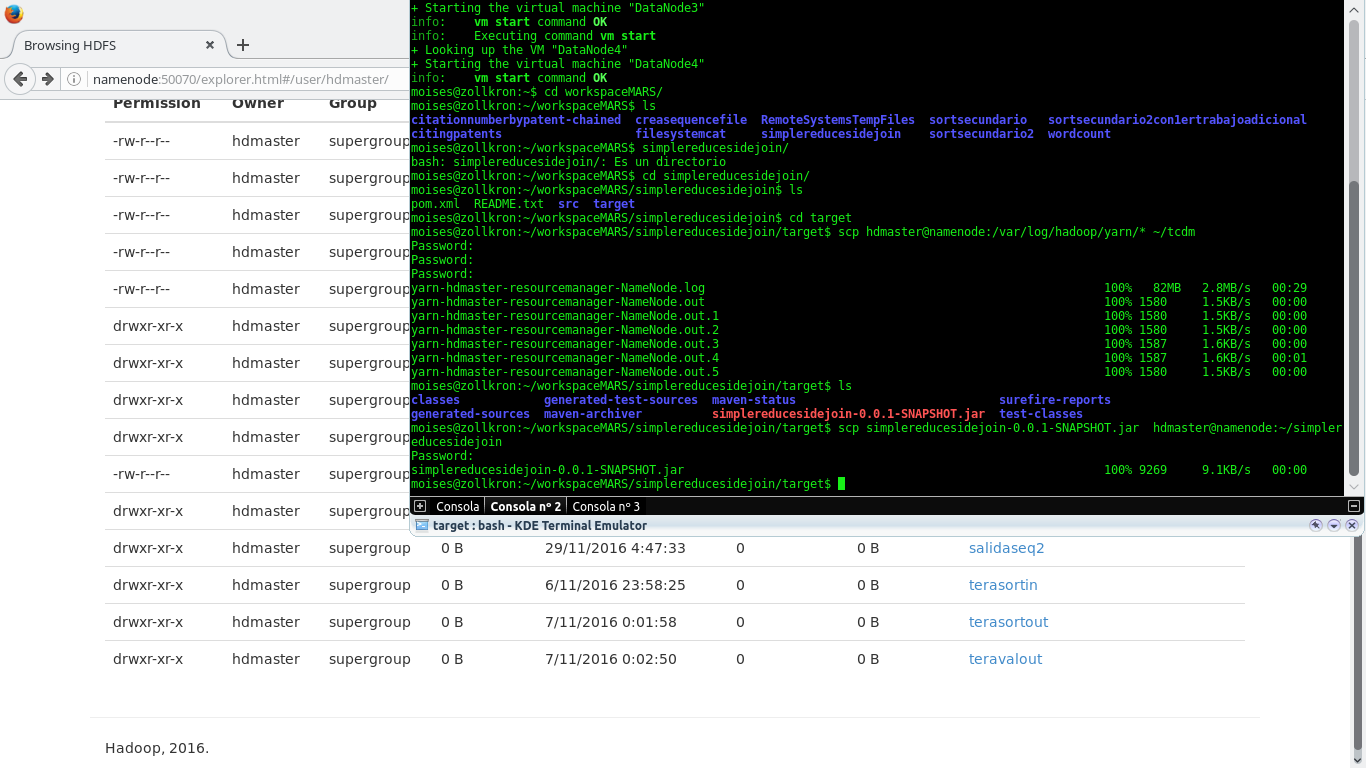 Browsing HDFS
namenode:50070/explorer.html#/user/hdmaster/
Permission Owner Group
-rw-r--r-- hdmaster supergroup
-rw-r--r-- hdmaster supergroup
-rw-r--r-- hdmaster supergroup
-rw-r--r-- hdmaster supergroup
-rw-r--r-- hdmaster supergroup
drwxr-xr-x hdmaster supergroup
drwxr-xr-x hdmaster supergroup
drwxr-xr-x hdmaster supergroup
drwxr-xr-x hdmaster supergroup
-rw-r--r-- hdmaster supergroup
drwxr-xr-x hdmaster supergroup
+ Starting the virtual machine "DataNode3"
info:    vm start command OK
info:    Executing command vm start
+ Looking up the VM "DataNode4"
+ Starting the virtual machine "DataNode4"
info:    vm start command OK
moises@zollkron:~$ cd workspaceMARS/
moises@zollkron:~/workspaceMARS$ ls
citationnumberbypatent-chained  creasequencefile  RemoteSystemsTempFiles  sortsecundario   sortsecundario2con1ertrabajoadicional
citingpatents                   filesystemcat     simplereducesidejoin    sortsecundario2  wordcount
moises@zollkron:~/workspaceMARS$ simplereducesidejoin/
bash: simplereducesidejoin/: Es un directorio
moises@zollkron:~/workspaceMARS$ cd simplereducesidejoin/
moises@zollkron:~/workspaceMARS/simplereducesidejoin$ ls
pom.xml  README.txt  src  target
moises@zollkron:~/workspaceMARS/simplereducesidejoin$ cd target
moises@zollkron:~/workspaceMARS/simplereducesidejoin/target$ scp hdmaster@namenode:/var/log/hadoop/yarn/* ~/tcdm
Password:
Password:
Password:
yarn-hdmaster-resourcemanager-NameNode.log 100% 82MB 2.8MB/s 00:29
yarn-hdmaster-resourcemanager-NameNode.out 100% 1580 1.5KB/s 00:00
yarn-hdmaster-resourcemanager-NameNode.out.1 100% 1580 1.5KB/s 00:00
yarn-hdmaster-resourcemanager-NameNode.out.2 100% 1580 1.5KB/s 00:00
yarn-hdmaster-resourcemanager-NameNode.out.3 100% 1587 1.6KB/s 00:00
yarn-hdmaster-resourcemanager-NameNode.out.4 100% 1587 1.6KB/s 00:01
yarn-hdmaster-resourcemanager-NameNode.out.5 100% 1580 1.5KB/s 00:00
moises@zollkron:~/workspaceMARS/simplereducesidejoin/target$ ls
classes            generated-test-sources  maven-status                             surefire-reports
generated-sources  maven-archiver          simplereducesidejoin-0.0.1-SNAPSHOT.jar  test-classes
moises@zollkron:~/workspaceMARS/simplereducesidejoin/target$ scp simplereducesidejoin-0.0.1-SNAPSHOT.jar  hdmaster@namenode:~/simpler
educesidejoin
Password:
simplereducesidejoin-0.0.1-SNAPSHOT.jar 100% 9269 9.1KB/s 00:00
moises@zollkron:~/workspaceMARS/simplereducesidejoin/target$
Consola Consola nº 2 Consola nº 3
target : bash - KDE Terminal Emulator
drwxr-xr-x hdmaster supergroup 0 B 29/11/2016 4:47:33 0 0 B salidaseq2
drwxr-xr-x hdmaster supergroup 0 B 6/11/2016 23:58:25 0 0 B terasortin
drwxr-xr-x hdmaster supergroup 0 B 7/11/2016 0:01:58 0 0 B terasortout
drwxr-xr-x hdmaster supergroup 0 B 7/11/2016 0:02:50 0 0 B teravalout
Hadoop, 2016.